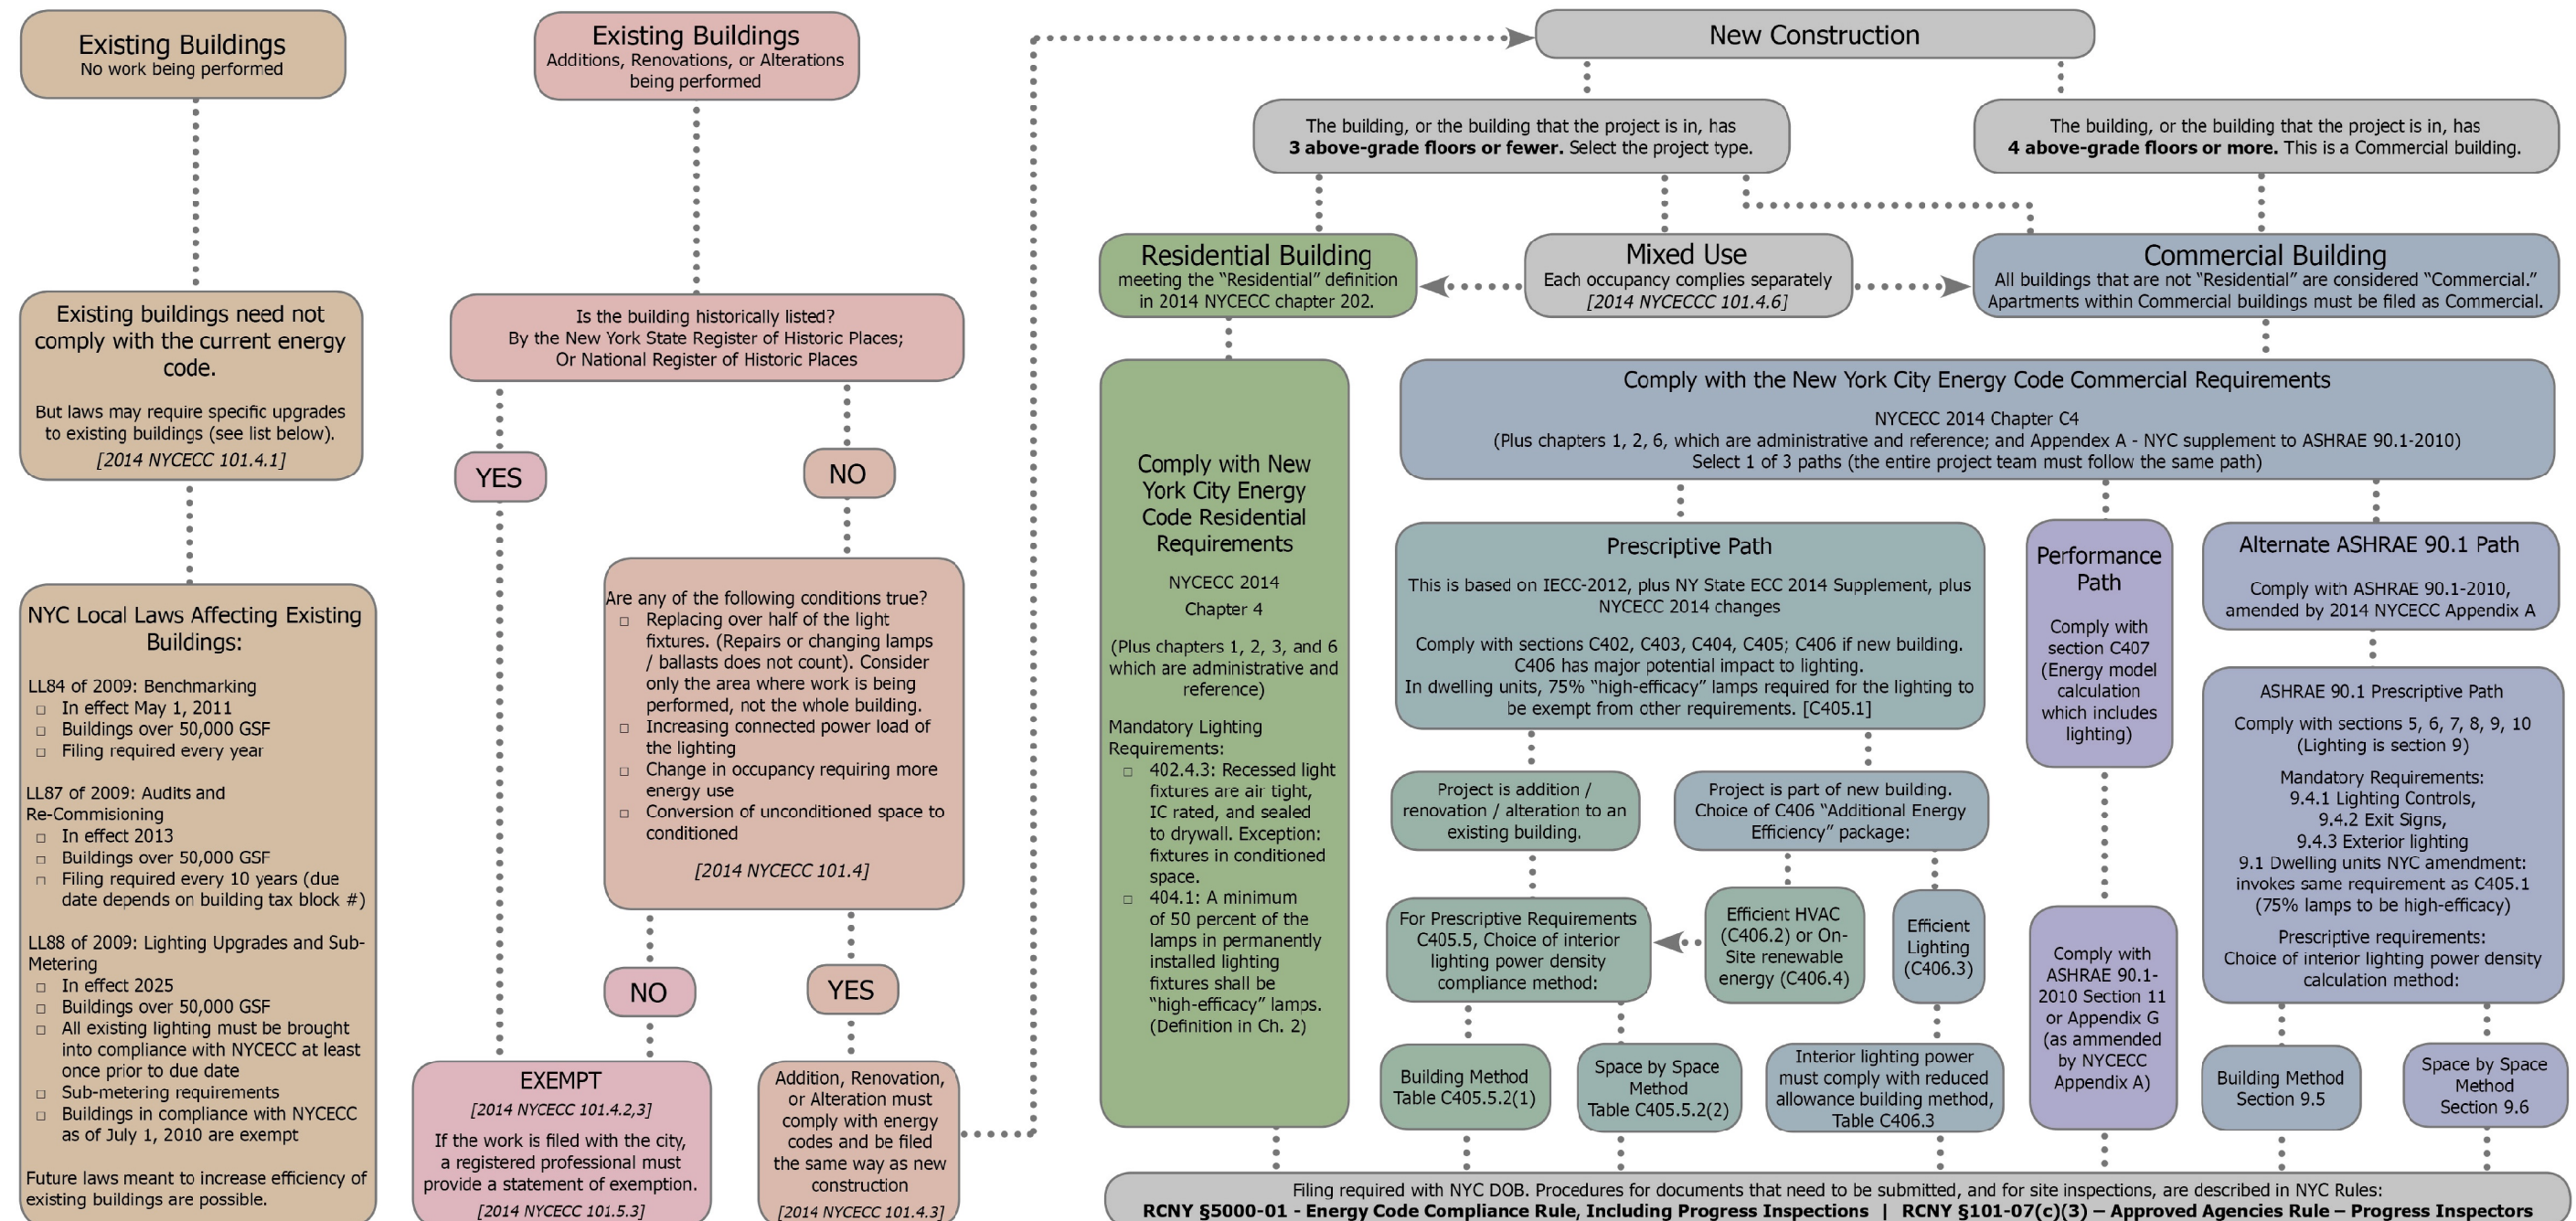 Existing Buildings
No work being performed
Existing buildings need not
comply with the current energy
code.
But laws may require specific upgrades
to existing buildings (see list below).
[2014 NYCECC 101.4.1]
NYC Local Laws Affecting Existing
Buildings:
LL84 of 2009: Benchmarking
□ In effect May 1, 2011
□ Buildings over 50,000 GSF
□ Filing required every year
LL87 of 2009: Audits and
Re-Commisioning
□ In effect 2013
□ Buildings over 50,000 GSF
□ Filing required every 10 years (due
date depends on building tax block #)
LL88 of 2009: Lighting Upgrades and Sub-
Metering
□ In effect 2025
□ Buildings over 50,000 GSF
□ All existing lighting must be brought
into compliance with NYCECC at least
once prior to due date
□ Sub-metering requirements
□ Buildings in compliance with NYCECC
as of July 1, 2010 are exempt
Future laws meant to increase efficiency of
existing buildings are possible.
Existing Buildings
Additions, Renovations, or Alterations
being performed
Is the building historically listed?
By the New York State Register of Historic Places;
Or National Register of Historic Places
YES
NO
Are any of the following conditions true?
□ Replacing over half of the light
fixtures. (Repairs or changing lamps
/ ballasts does not count). Consider
only the area where work is being
performed, not the whole building.
□ Increasing connected power load of
the lighting
□ Change in occupancy requiring more
energy use
□ Conversion of unconditioned space to
conditioned
[2014 NYCECC 101.4]
NO
YES
EXEMPT
[2014 NYCECC 101.4.2,3]
If the work is filed with the city,
a registered professional must
provide a statement of exemption.
[2014 NYCECC 101.5.3]
Addition, Renovation,
or Alteration must
comply with energy
codes and be filed
the same way as new
construction
[2014 NYCECC 101.4.3]
New Construction
The building, or the building that the project is in, has
3 above-grade floors or fewer. Select the project type.
The building, or the building that the project is in, has
4 above-grade floors or more. This is a Commercial building.
Residential Building
meeting the "Residential" definition
in 2014 NYCECC chapter 202.
Mixed Use
Each occupancy complies separately
[2014 NYCECCC 101.4.6]
Commercial Building
All buildings that are not "Residential" are considered "Commercial."
Apartments within Commercial buildings must be filed as Commercial.
Comply with New
York City Energy
Code Residential
Requirements
NYCECC 2014
Chapter 4
(Plus chapters 1, 2, 3, and 6
which are administrative and
reference)
Mandatory Lighting
Requirements:
□ 402.4.3: Recessed light
fixtures are air tight,
IC rated, and sealed
to drywall. Exception:
fixtures in conditioned
space.
□ 404.1: A minimum
of 50 percent of the
lamps in permanently
installed lighting
fixtures shall be
"high-efficacy" lamps.
(Definition in Ch. 2)
Comply with the New York City Energy Code Commercial Requirements
NYCECC 2014 Chapter C4
(Plus chapters 1, 2, 6, which are administrative and reference; and Appendex A - NYC supplement to ASHRAE 90.1-2010)
Select 1 of 3 paths (the entire project team must follow the same path)
Prescriptive Path
This is based on IECC-2012, plus NY State ECC 2014 Supplement, plus
NYCECC 2014 changes
Comply with sections C402, C403, C404, C405; C406 if new building.
C406 has major potential impact to lighting.
In dwelling units, 75% "high-efficacy" lamps required for the lighting to
be exempt from other requirements. [C405.1]
Project is addition /
renovation / alteration to an
existing building.
Project is part of new building.
Choice of C406 "Additional Energy
Efficiency" package:
For Prescriptive Requirements
C405.5, Choice of interior
lighting power density
compliance method:
Efficient HVAC
(C406.2) or On-
Site renewable
energy (C406.4)
Efficient
Lighting
(C406.3)
Building Method
Table C405.5.2(1)
Space by Space
Method
Table C405.5.2(2)
Interior lighting power
must comply with reduced
allowance building method,
Table C406.3
Performance
Path
Comply with
section C407
(Energy model
calculation
which includes
lighting)
Comply with
ASHRAE 90.1-
2010 Section 11
or Appendix G
(as ammended
by NYCECC
Appendix A)
Alternate ASHRAE 90.1 Path
Comply with ASHRAE 90.1-2010,
amended by 2014 NYCECC Appendix A
ASHRAE 90.1 Prescriptive Path
Comply with sections 5, 6, 7, 8, 9, 10
(Lighting is section 9)
Mandatory Requirements:
9.4.1 Lighting Controls,
9.4.2 Exit Signs,
9.4.3 Exterior lighting
9.1 Dwelling units NYC amendment:
invokes same requirement as C405.1
(75% lamps to be high-efficacy)
Prescriptive requirements:
Choice of interior lighting power density
calculation method:
Building Method
Section 9.5
Space by Space
Method
Section 9.6
Filing required with NYC DOB. Procedures for documents that need to be submitted, and for site inspections, are described in NYC Rules:
RCNY §5000-01 - Energy Code Compliance Rule, Including Progress Inspections | RCNY §101-07(c)(3) – Approved Agencies Rule – Progress Inspectors